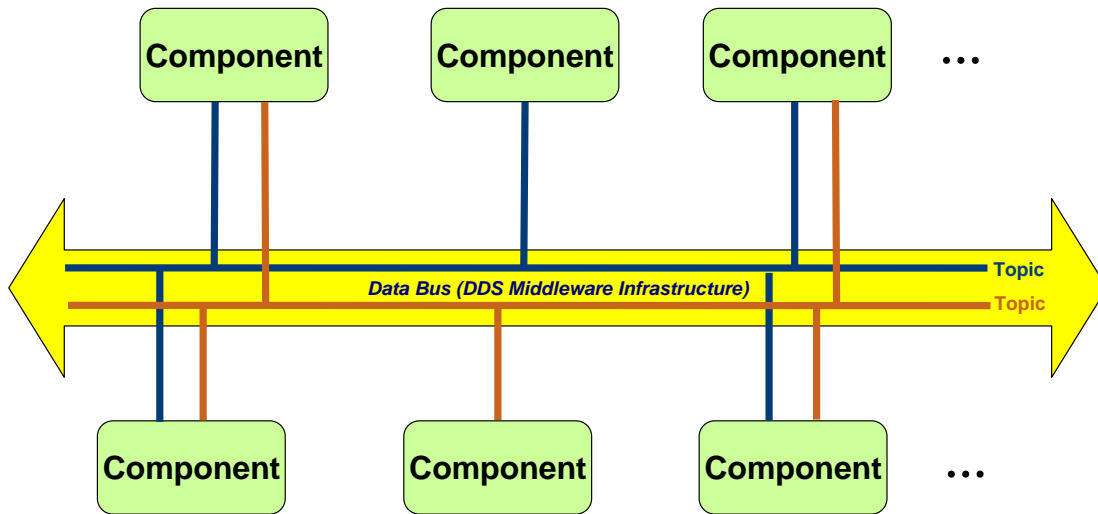 Component
Component
Component
...
Topic
Data Bus (DDS Middleware Infrastructure)
Topic
Component
Component
Component
...